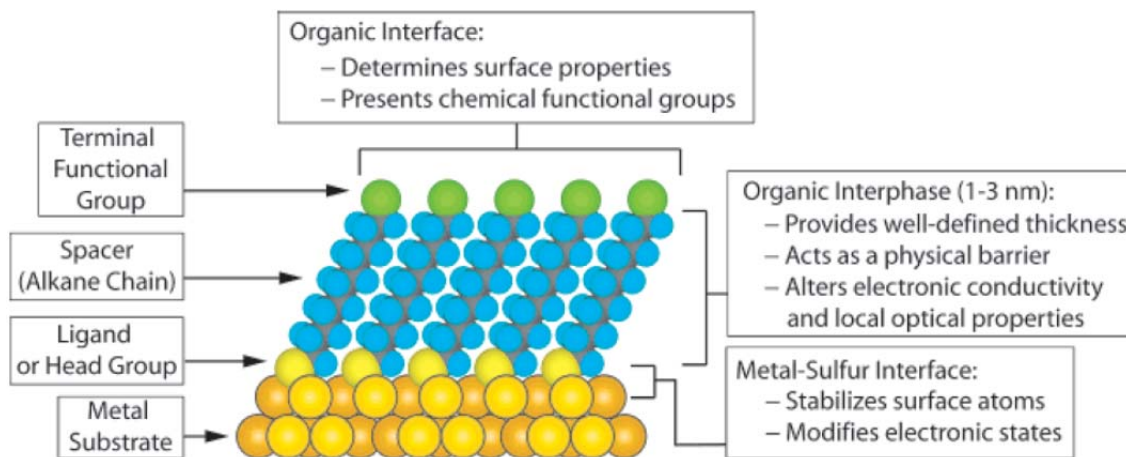 Organic Interface:
– Determines surface properties
– Presents chemical functional groups
Terminal
Functional
Group
Spacer
(Alkane Chain)
Ligand
or Head Group
Metal
Substrate
Organic Interphase (1-3 nm):
– Provides well-defined thickness
– Acts as a physical barrier
– Alters electronic conductivity
and local optical properties
Metal-Sulfur Interface:
– Stabilizes surface atoms
– Modifies electronic states